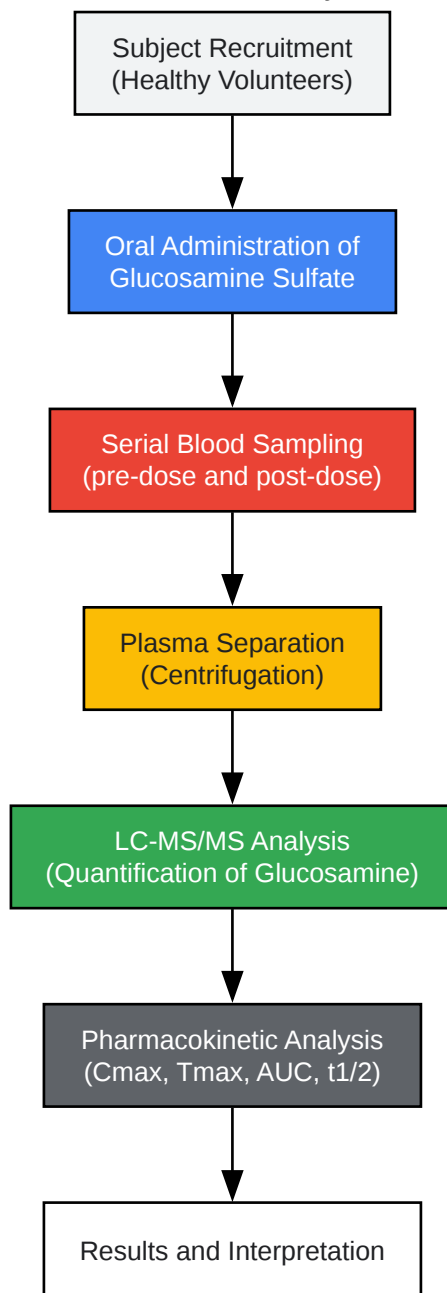 Subject Recruitment
(Healthy Volunteers)
Oral Administration of
Glucosamine Sulfate
Serial Blood Sampling
(pre-dose and post-dose)
Plasma Separation
(Centrifugation)
LC-MS/MS Analysis
(Quantification of Glucosamine)
Pharmacokinetic Analysis
(Cmax, Tmax, AUC, t1/2)
Results and Interpretation